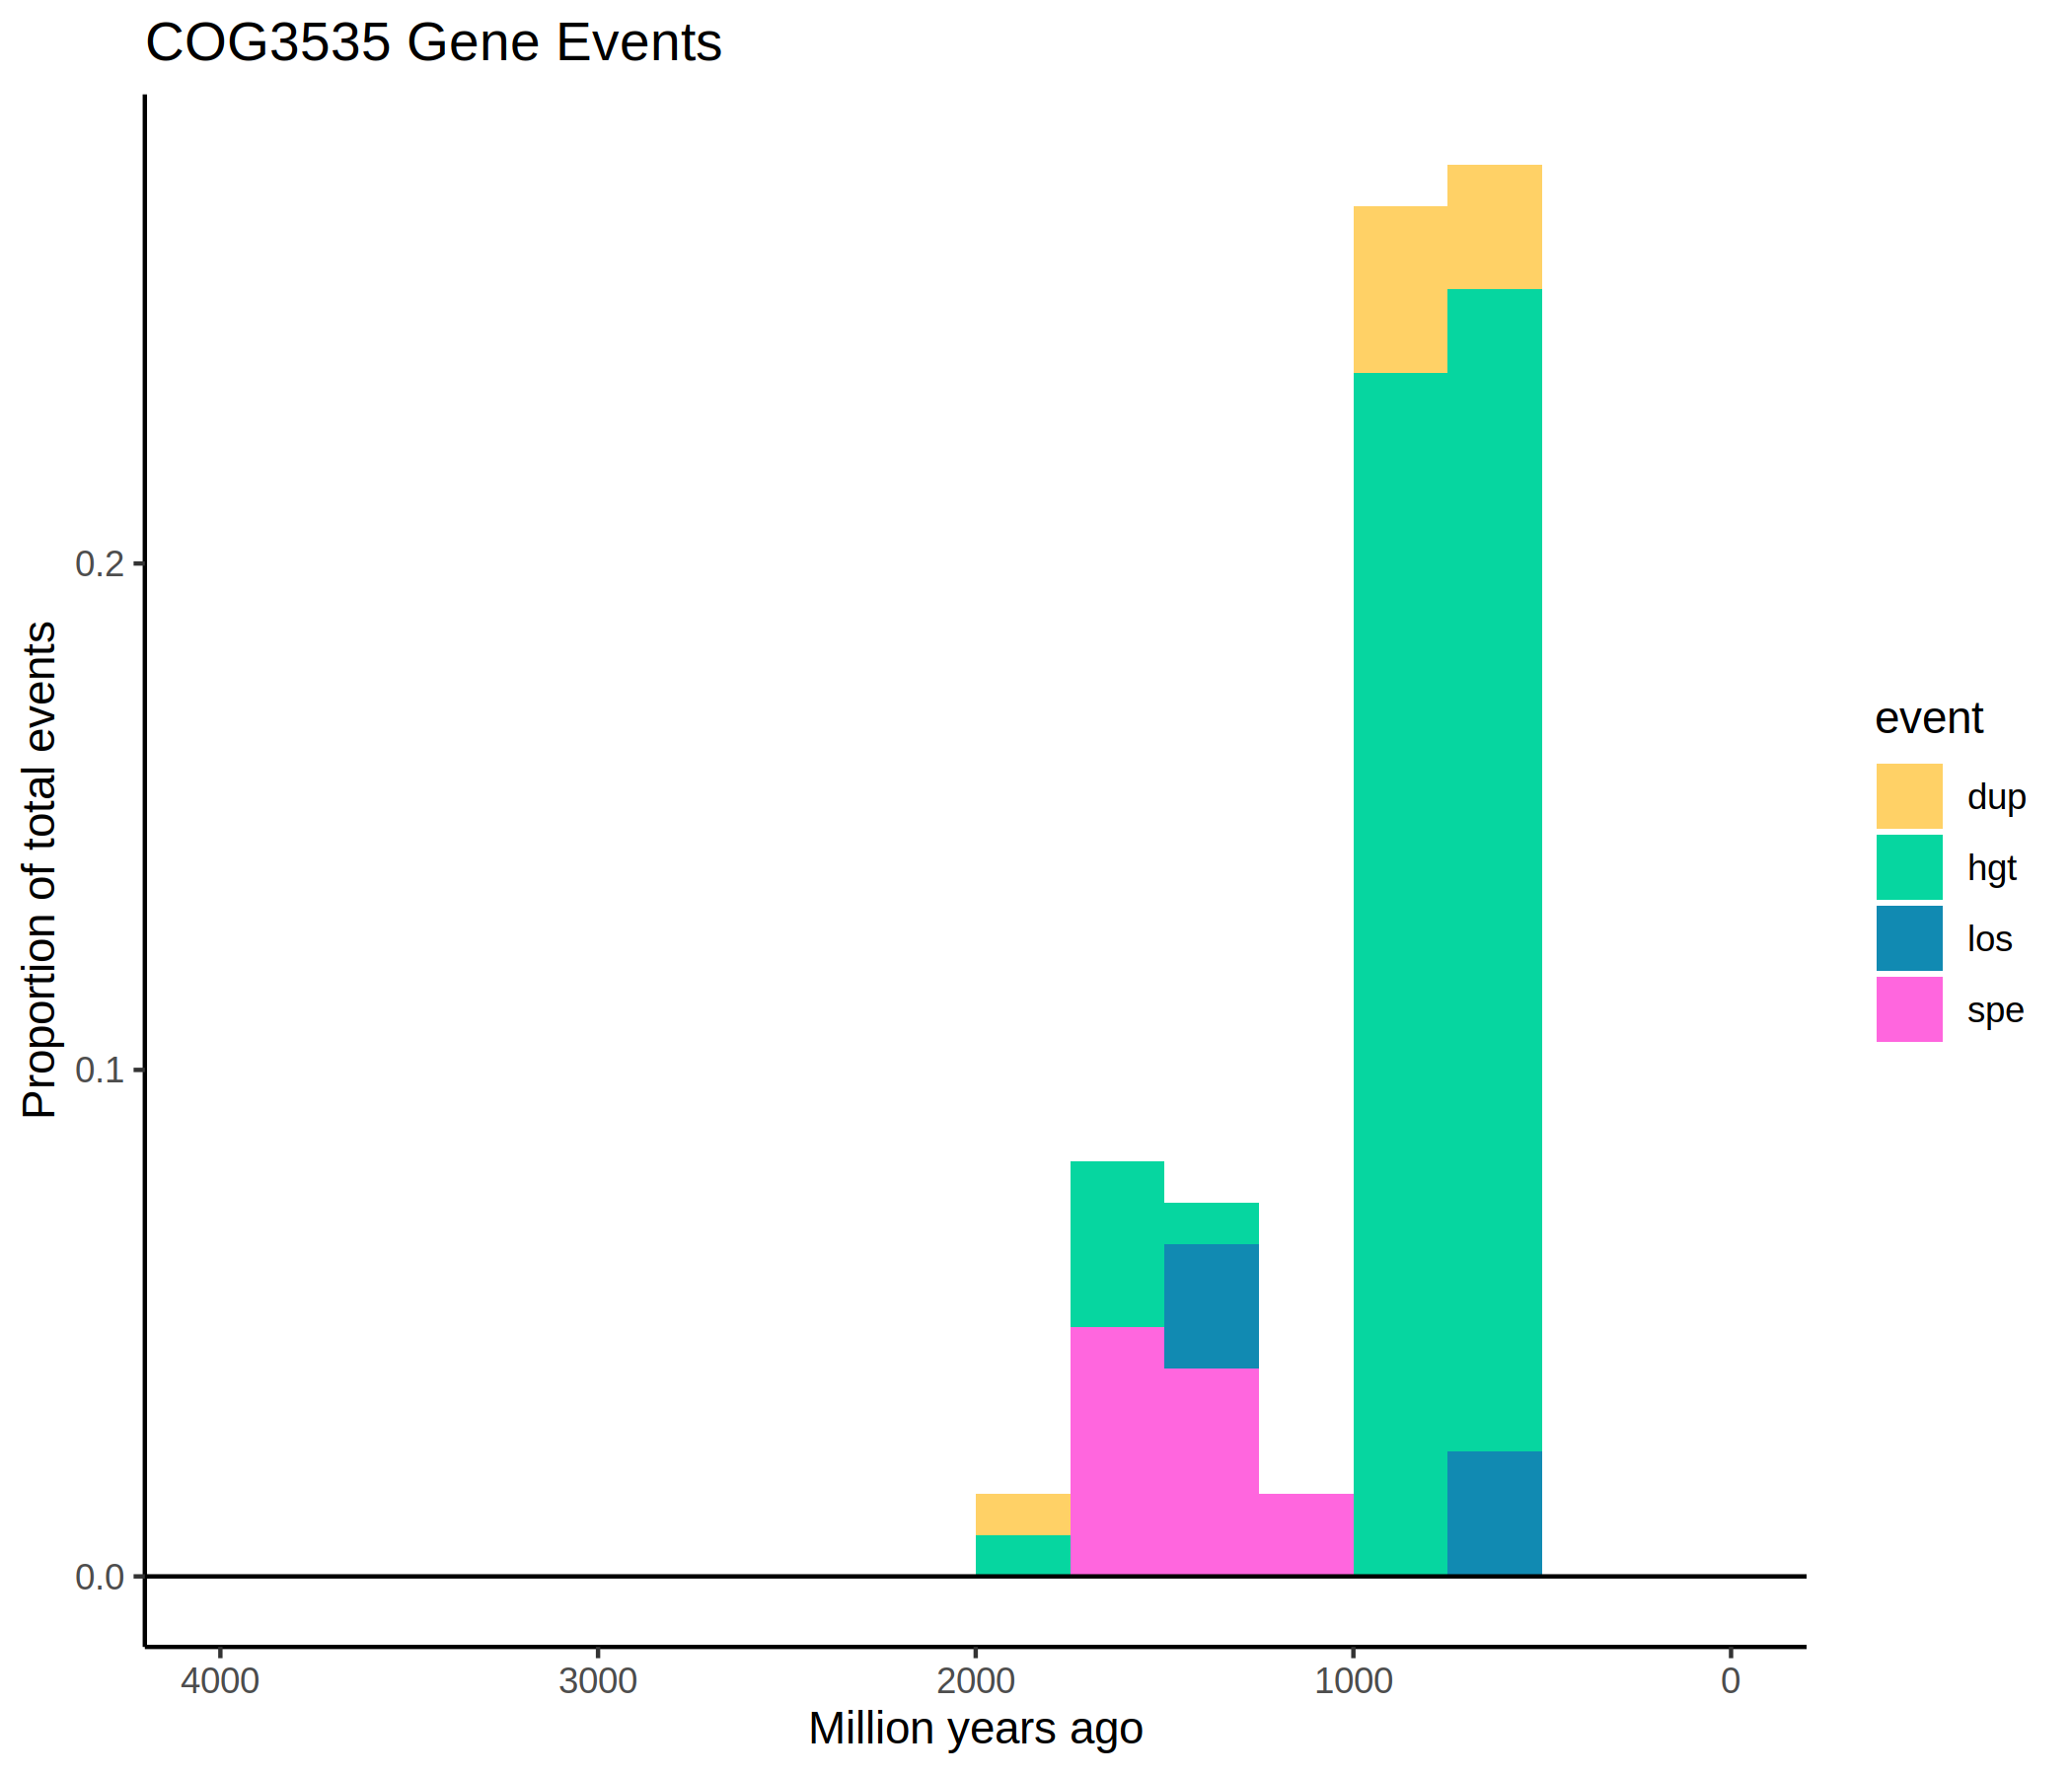 COG3535 Gene Events
Proportion of total events
0.2
0.1
0.0
4000 3000 2000 1000 0
Million years ago
event
dup
hgt
los
spe